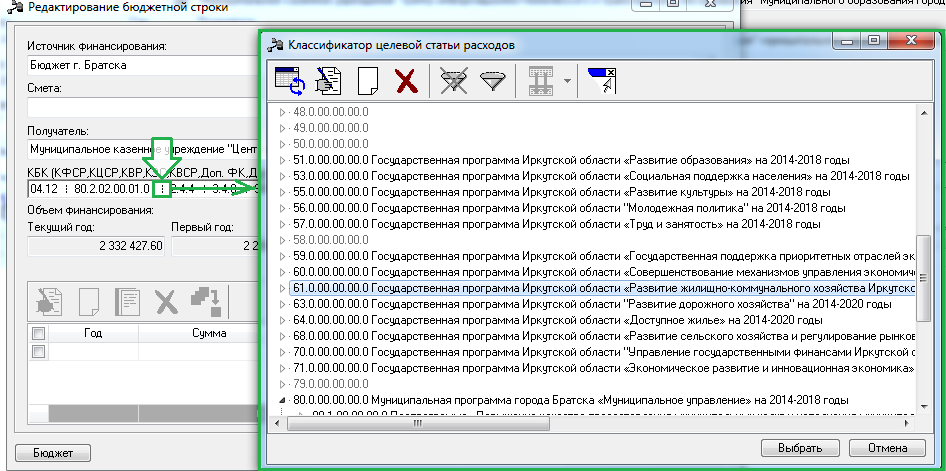 Редактирование бюджетной строки
Источник финансирования:
Бюджет г. Братска
Смета:
Получатель:
Муниципальное казенное учреждение "Цент
КБК (КФСР,КЦСР,КВР,
КВСР,Доп. ФК,Д
04.12 80.2.02.00.01.0 2.4.4
Объем финансирования:
Текущий год: Первый год:
2 332 427.60
Год Сумма
Бюджет
Классификатор целевой статьи расходов
48.0.00.00.00.0
49.0.00.00.00.0
50.0.00.00.00.0
51.0.00.00.00.0 Государственная программа Иркутской области «Развитие образования» на 2014-2018 годы
53.0.00.00.00.0 Государственная программа Иркутской области «Социальная поддержка населения» на 2014-2018 годы
55.0.00.00.00.0 Государственная программа Иркутской области «Развитие культуры» на 2014-2018 годы
56.0.00.00.00.0 Государственная программа Иркутской области "Молодежная политика" на 2014-2018 годы
57.0.00.00.00.0 Государственная программа Иркутской области «Труд и занятость» на 2014-2018 годы
58.0.00.00.00.0
59.0.00.00.00.0 Государственная программа Иркутской области «Государственная поддержка приоритетных отраслей эк
60.0.00.00.00.0 Государственная программа Иркутской области «Совершенствование механизмов управления экономиче
61.0.00.00.00.0 Государственная программа Иркутской области «Развитие жилищно-коммунального хозяйства Иркутско
63.0.00.00.00.0 Государственная программа Иркутской области "Развитие дорожного хозяйства" на 2014-2020 годы
64.0.00.00.00.0 Государственная программа Иркутской области «Доступное жилье» на 2014-2020 годы
68.0.00.00.00.0 Государственная программа Иркутской области «Развитие сельского хозяйства и регулирование рынков
70.0.00.00.00.0 Государственная программа Иркутской области "Управление государственными финансами Иркутской о
71.0.00.00.00.0 Государственная программа Иркутской области «Экономическое развитие и инновационная экономика»
79.0.00.00.00.0
80.0.00.00.00.0 Муниципальная программа города Братска «Муниципальное управление» на 2014-2018 годы
Выбрать Отмена